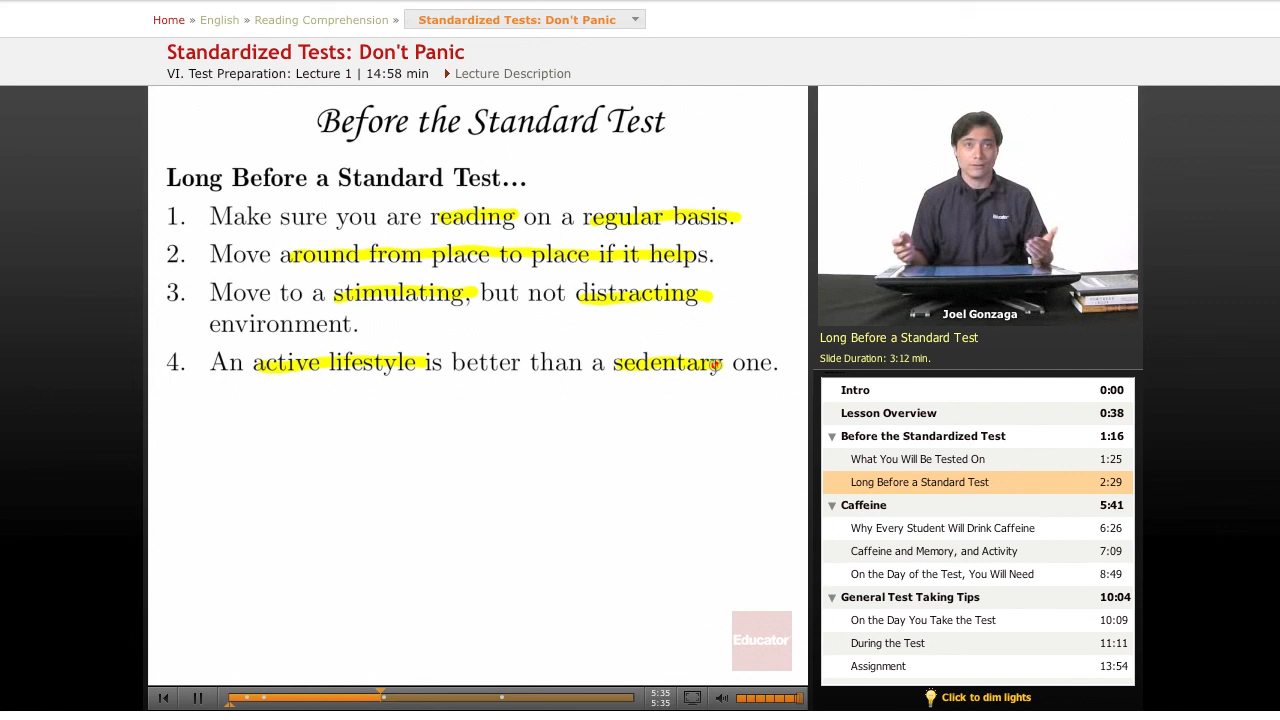 Home » English » Reading Comprehension » Standardized Tests: Don't Panic
Standardized Tests: Don't Panic
VI. Test Preparation: Lecture 1 | 14:58 min Lecture Description
Before the Standard Test
Long Before a Standard Test...
1. Make sure you are reading on a regular basis.
2. Move around from place to place if it helps.
3. Move to a stimulating, but not distracting
environment.
4. An active lifestyle is better than a sedentary one.
Educator
5:35
5:35
Educator
Joel Gonzaga
Long Before a Standard Test
Slide Duration: 3:12 min.
Intro 0:00
Lesson Overview 0:38
Before the Standardized Test 1:16
What You Will Be Tested On 1:25
Long Before a Standard Test 2:29
Caffeine 5:41
Why Every Student Will Drink Caffeine 6:26
Caffeine and Memory, and Activity 7:09
On the Day of the Test, You Will Need 8:49
General Test Taking Tips 10:04
On the Day You Take the Test 10:09
During the Test 11:11
Assignment 13:54
Click to dim lights